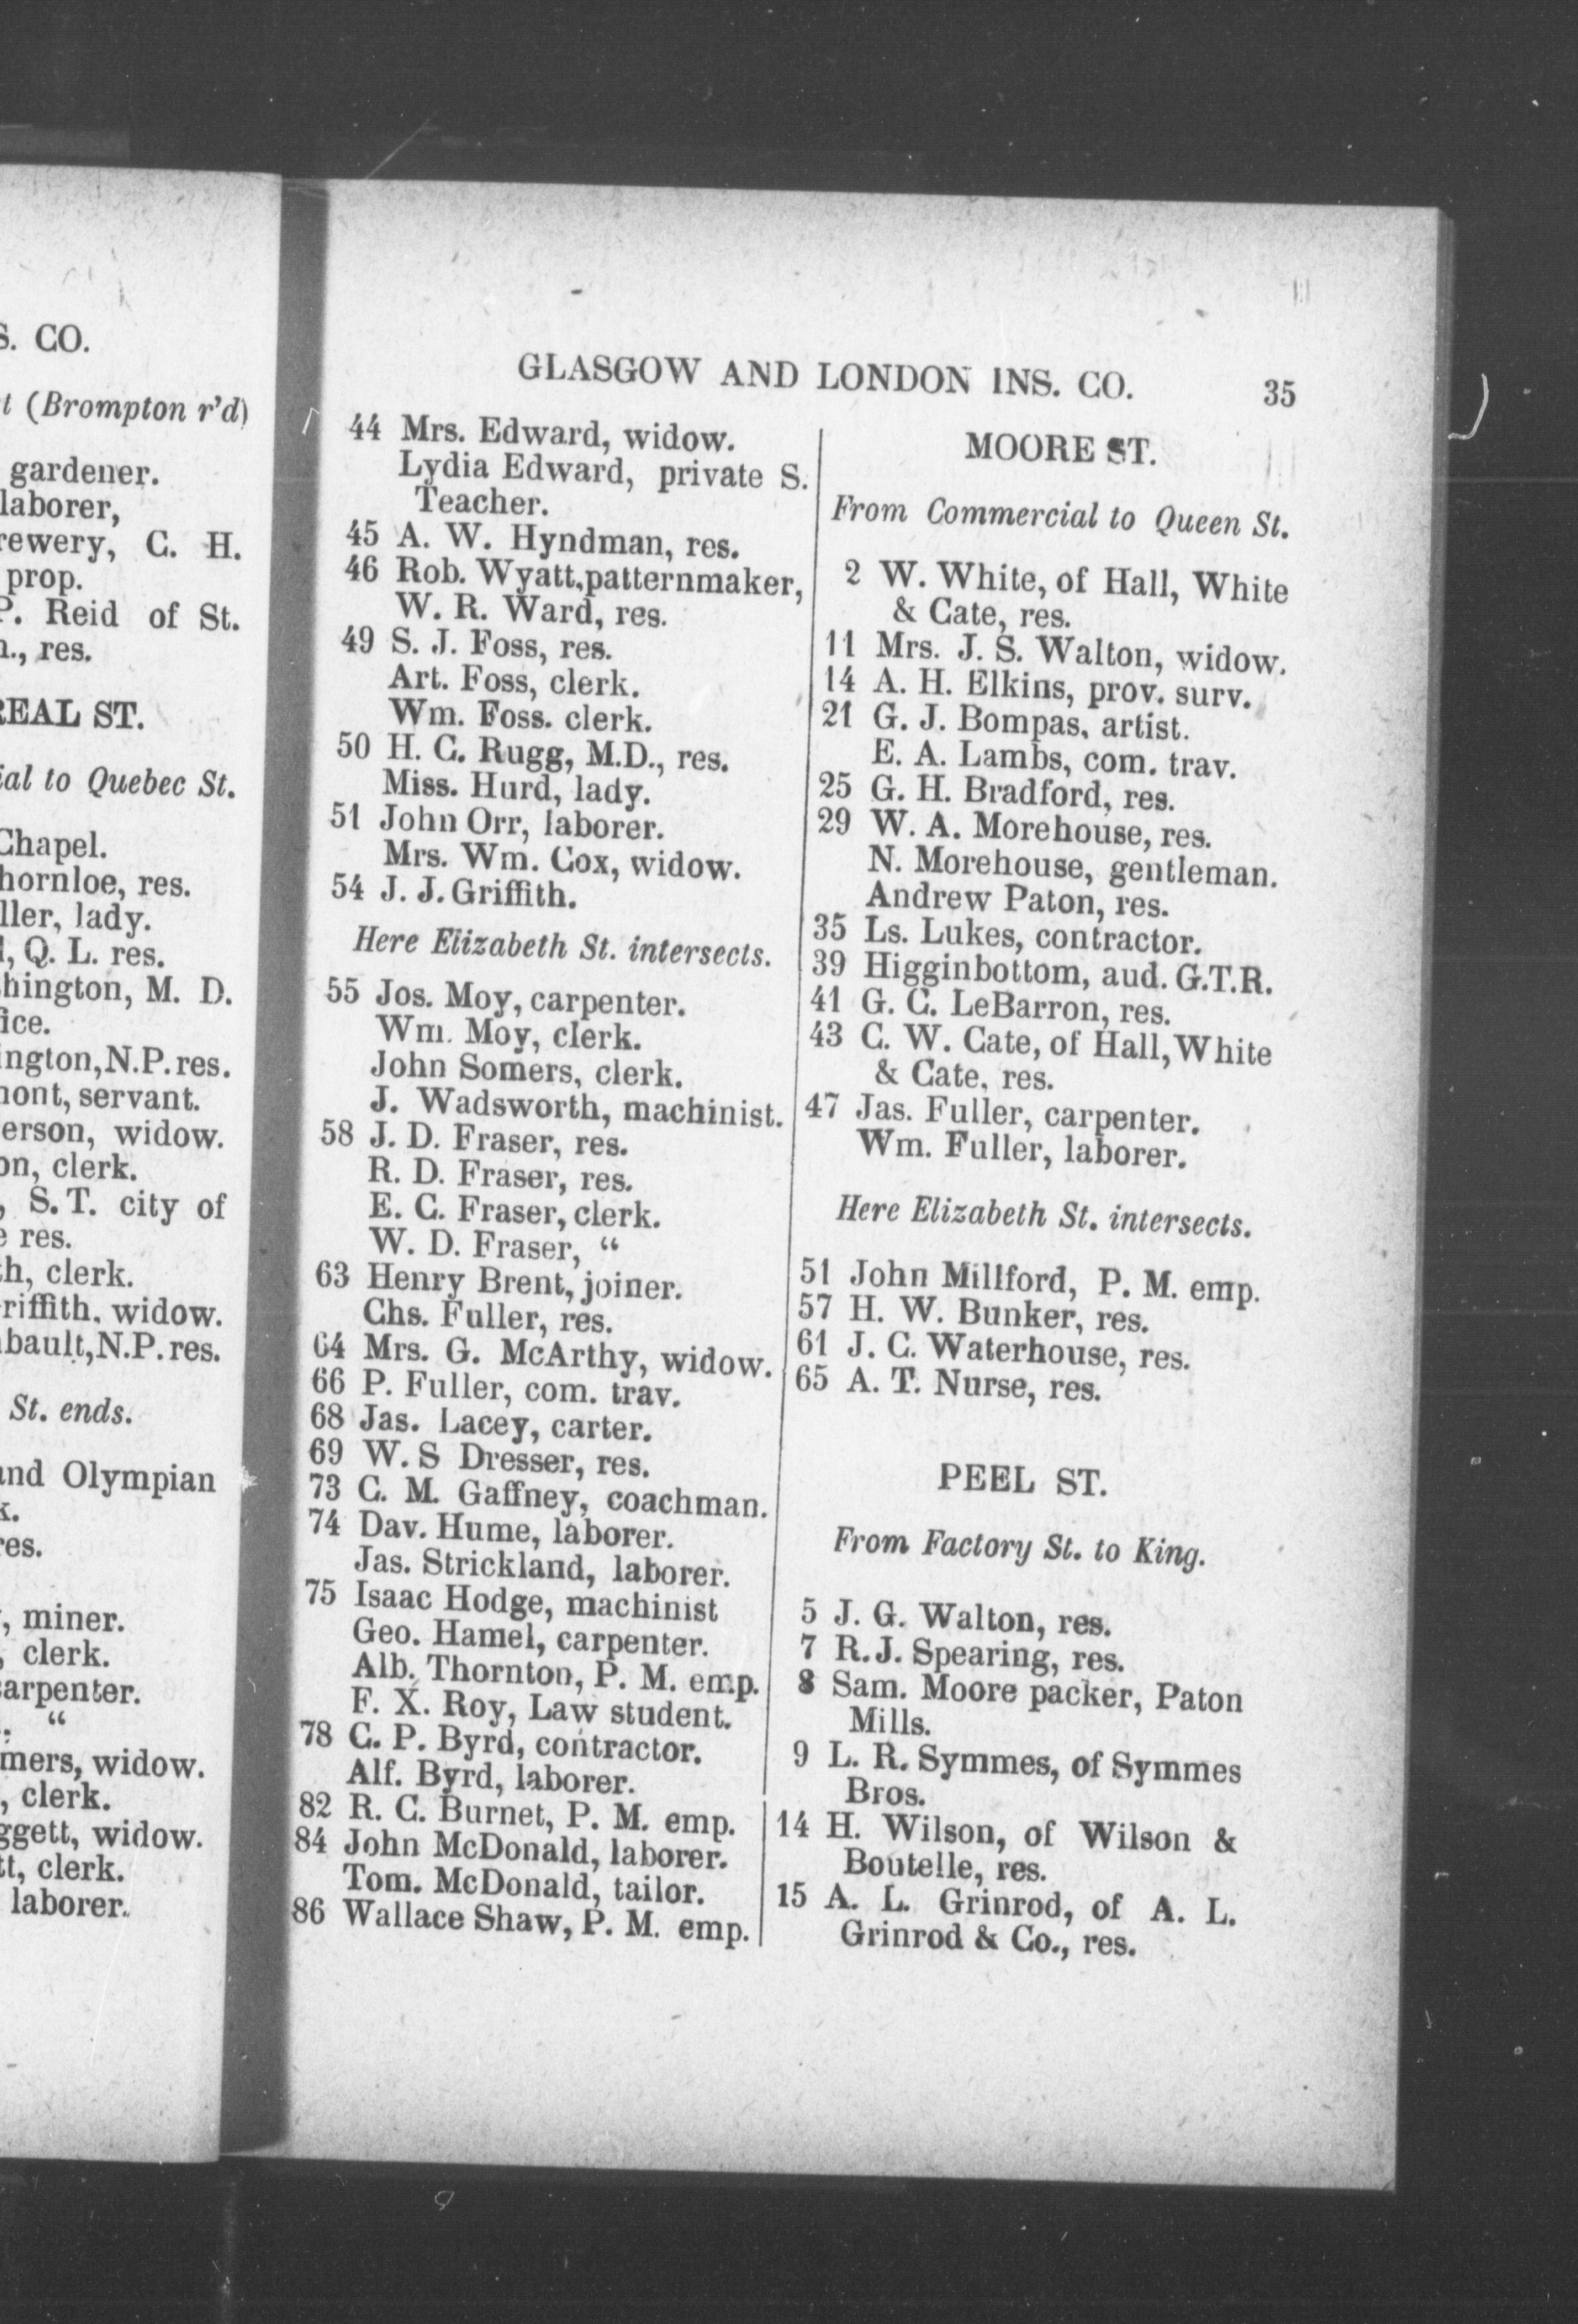 S. CO.
(Brompton r'd)
gardener.
laborer,
rewery, C. H.
prop.
P. Reid of St.
res.
REAL ST.
ial to Quebec St.
Chapel.
hornloe, res.
ller, lady.
Q. L. res.
hington, M. D.
ice.
ington, N.P. res.
mont, servant.
erson, widow.
on, clerk.
S. T. city of
e res.
th, clerk.
riffith, widow.
bault, N.P. res.
St. ends.
and Olympian
k.
res.
, miner.
, clerk.
carpenter.
"
mers, widow.
, clerk.
ggett, widow.
tt, clerk.
laborer.
GLASGOW AND LONDON INS. CO. 35
44 Mrs. Edward, widow.
Lydia Edward, private S.
Teacher.
45 A. W. Hyndman, res.
46 Rob. Wyatt, patternmaker,
W. R. Ward, res.
49 S. J. Foss, res.
Art. Foss, clerk.
Wm. Foss. clerk.
50 H. C. Rugg, M.D., res.
Miss. Hurd, lady.
51 John Orr, laborer.
Mrs. Wm. Cox, widow.
54 J. J. Griffith.
Here Elizabeth St. intersects.
55 Jos. Moy, carpenter.
Wm. Moy, clerk.
John Somers, clerk.
J. Wadsworth, machinist.
58 J. D. Fraser, res.
R. D. Fraser, res.
E. C. Fraser, clerk.
W. D. Fraser, "
63 Henry Brent, joiner.
Chs. Fuller, res.
64 Mrs. G. McArthy, widow.
66 P. Fuller, com. trav.
68 Jas. Lacey, carter.
69 W. S Dresser, res.
73 C. M. Gaffney, coachman.
74 Dav. Hume, laborer.
Jas. Strickland, laborer.
75 Isaac Hodge, machinist
Geo. Hamel, carpenter.
Alb. Thornton, P. M. emp.
F. X. Roy, Law student.
78 C. P. Byrd, contractor.
Alf. Byrd, laborer.
82 R. C. Burnet, P. M. emp.
84 John McDonald, laborer.
Tom. McDonald, tailor.
86 Wallace Shaw, P. M. emp.
MOORE ST.
From Commercial to Queen St.
2 W. White, of Hall, White
& Cate, res.
11 Mrs. J. S. Walton, widow.
14 A. H. Elkins, prov. surv.
21 G. J. Bompas, artist.
E. A. Lambs, com. trav.
25 G. H. Bradford, res.
29 W. A. Morehouse, res.
N. Morehouse, gentleman.
Andrew Paton, res.
35 Ls. Lukes, contractor.
39 Higginbottom, aud. G.T.R.
41 G. C. LeBarron, res.
43 C. W. Cate, of Hall, White
& Cate, res.
47 Jas. Fuller, carpenter.
Wm. Fuller, laborer.
Here Elizabeth St. intersects.
51 John Millford, P. M. emp.
57 H. W. Bunker, res.
61 J. C. Waterhouse, res.
65 A. T. Nurse, res.
PEEL ST.
From Factory St. to King.
5 J. G. Walton, res.
7 R. J. Spearing, res.
8 Sam. Moore packer, Paton
Mills.
9 L. R. Symmes, of Symmes
Bros.
14 H. Wilson, of Wilson &
Boutelle, res.
15 A. L. Grinrod, of A. L.
Grinrod & Co., res.